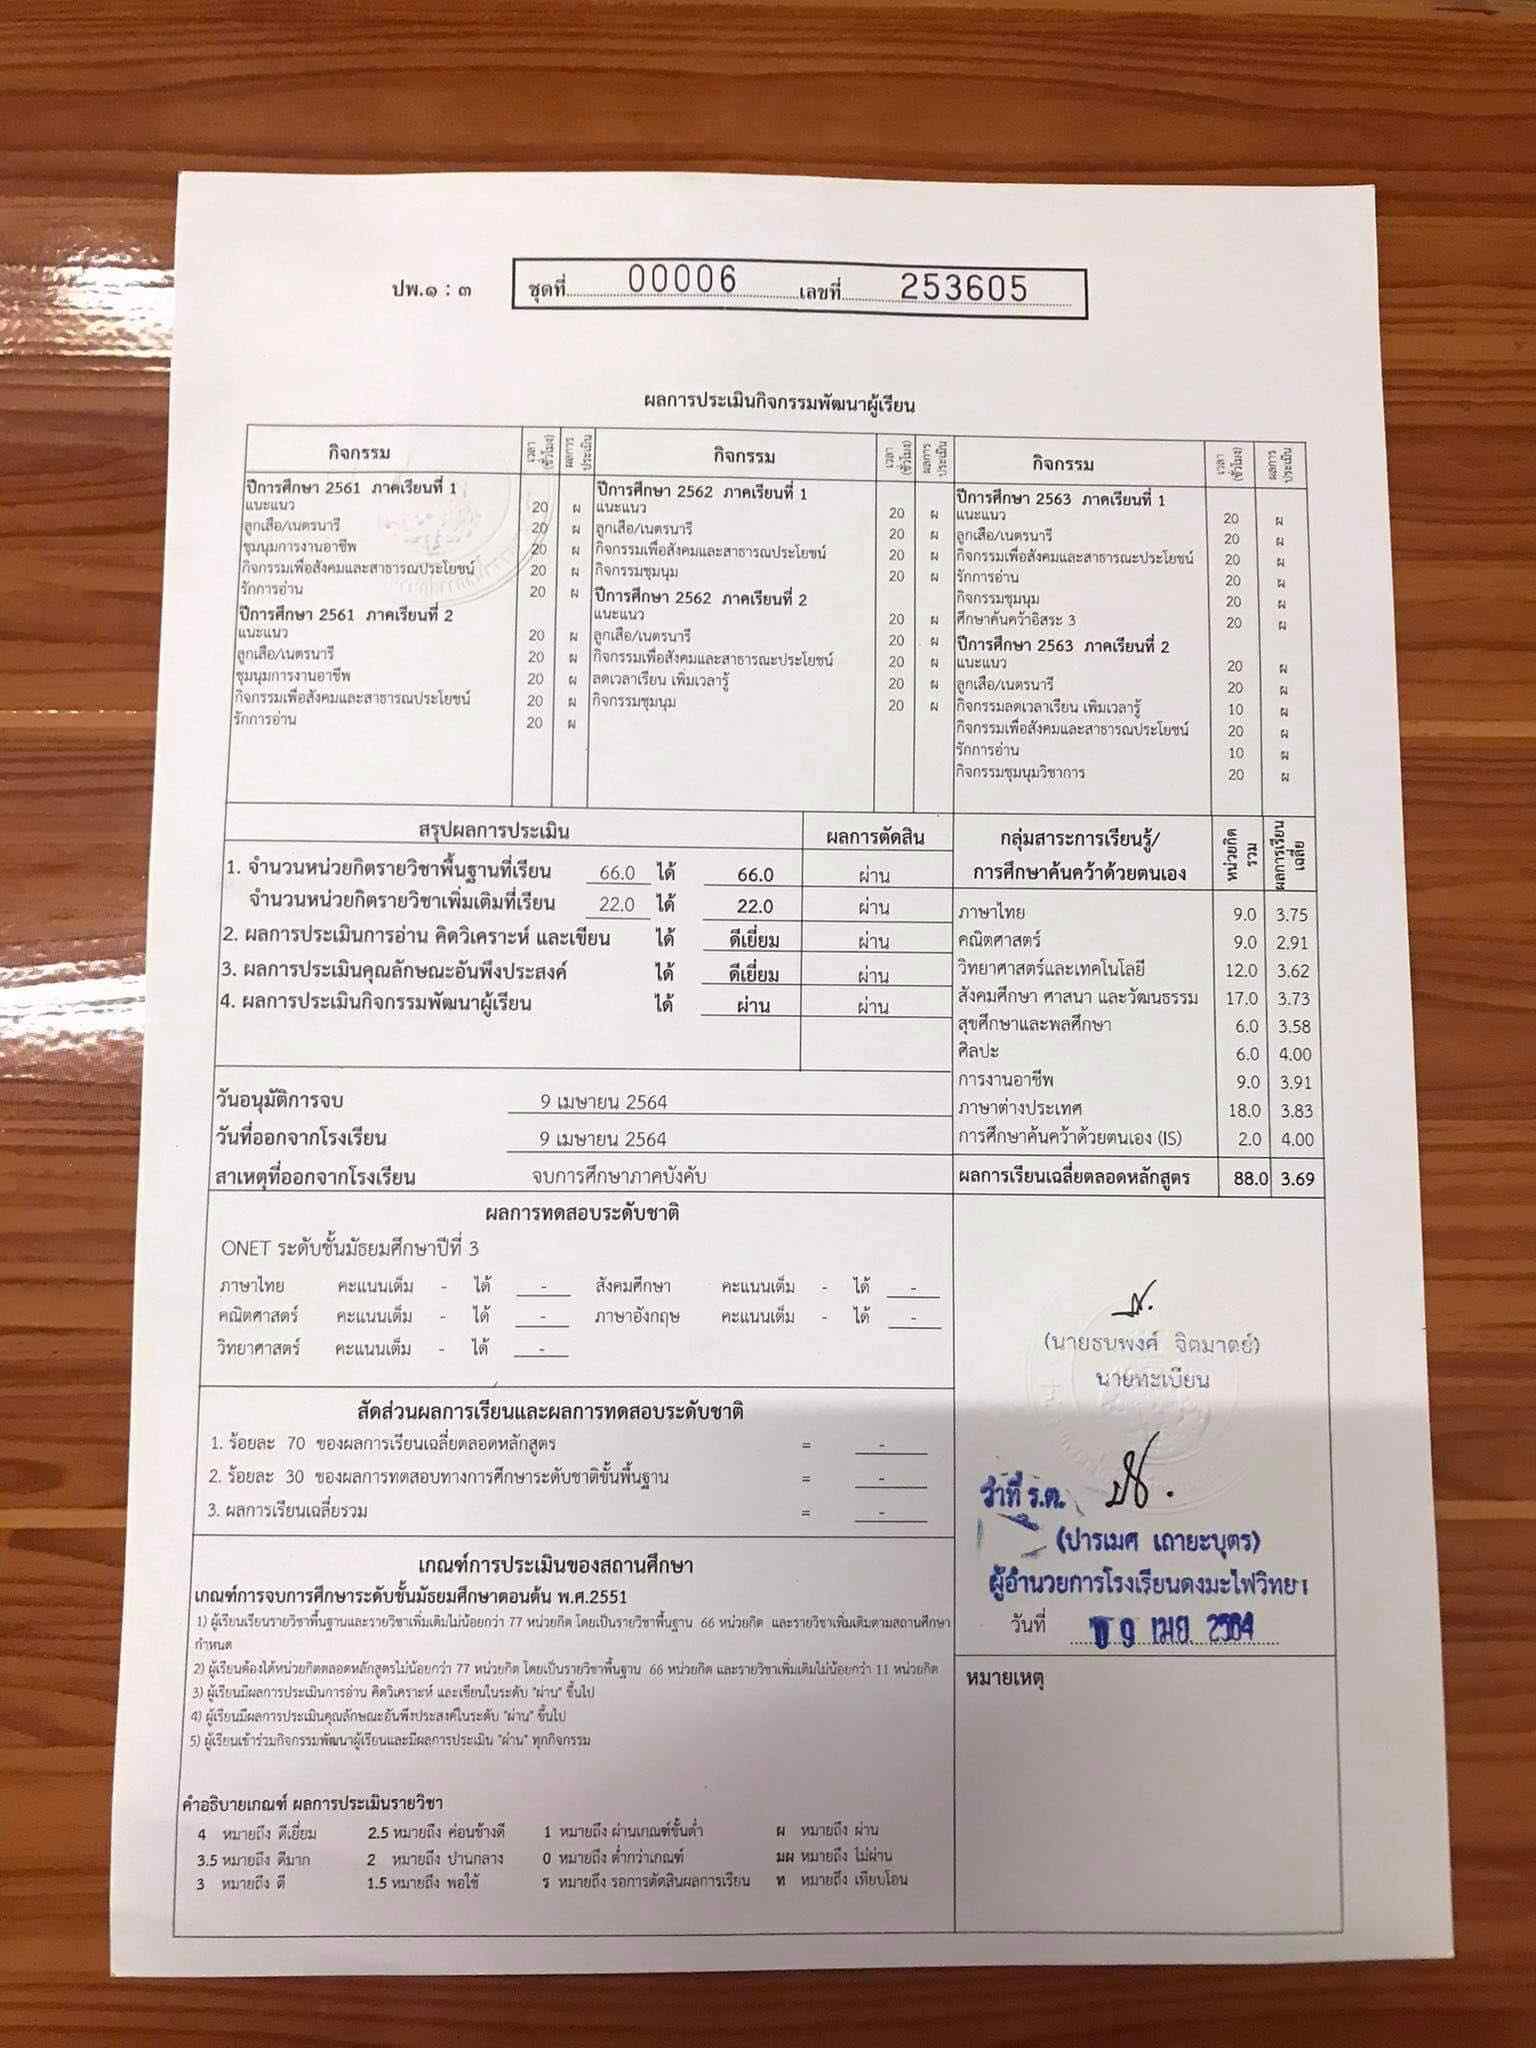 ปพ.๑ : ๓
ชุดที่ 00006 เลขที่ 253605
ผลการประเมินกิจกรรมพัฒนาผู้เรียน
กิจกรรม เวลา (ชั่วโมง) ผลการประเมิน
ปีการศึกษา 2561 ภาคเรียนที่ 1
แนะแนว 20 ผ
ลูกเสือ/เนตรนารี 20 ผ
ชุมนุมการงานอาชีพ 20 ผ
กิจกรรมเพื่อสังคมและสาธารณประโยชน์ 20 ผ
รักการอ่าน 20 ผ
ปีการศึกษา 2561 ภาคเรียนที่ 2
แนะแนว 20 ผ
ลูกเสือ/เนตรนารี 20 ผ
ชุมนุมการงานอาชีพ 20 ผ
กิจกรรมเพื่อสังคมและสาธารณประโยชน์ 20 ผ
รักการอ่าน 20 ผ
กิจกรรม เวลา (ชั่วโมง) ผลการประเมิน
ปีการศึกษา 2562 ภาคเรียนที่ 1
แนะแนว 20 ผ
ลูกเสือ/เนตรนารี 20 ผ
กิจกรรมเพื่อสังคมและสาธารณประโยชน์ 20 ผ
กิจกรรมชุมนุม 20 ผ
ปีการศึกษา 2562 ภาคเรียนที่ 2
แนะแนว 20 ผ
ลูกเสือ/เนตรนารี 20 ผ
กิจกรรมเพื่อสังคมและสาธารณะประโยชน์ 20 ผ
ลดเวลาเรียน เพิ่มเวลารู้ 20 ผ
กิจกรรมชุมนุม 20 ผ
กิจกรรม เวลา (ชั่วโมง) ผลการประเมิน
ปีการศึกษา 2563 ภาคเรียนที่ 1
แนะแนว 20 ผ
ลูกเสือ/เนตรนารี 20 ผ
กิจกรรมเพื่อสังคมและสาธารณะประโยชน์ 20 ผ
รักการอ่าน 20 ผ
กิจกรรมชุมนุม 20 ผ
ศึกษาค้นคว้าอิสระ 3 20 ผ
ปีการศึกษา 2563 ภาคเรียนที่ 2
แนะแนว 20 ผ
ลูกเสือ/เนตรนารี 20 ผ
กิจกรรมลดเวลาเรียน เพิ่มเวลารู้ 10 ผ
กิจกรรมเพื่อสังคมและสาธารณประโยชน์ 20 ผ
รักการอ่าน 10 ผ
กิจกรรมชุมนุมวิชาการ 20 ผ
สรุปผลการประเมิน ผลการตัดสิน
1. จำนวนหน่วยกิตรายวิชาพื้นฐานที่เรียน 66.0 ได้ 66.0 ผ่าน
จำนวนหน่วยกิตรายวิชาเพิ่มเติมที่เรียน 22.0 ได้ 22.0 ผ่าน
2. ผลการประเมินการอ่าน คิดวิเคราะห์ และเขียน ได้ ดีเยี่ยม ผ่าน
3. ผลการประเมินคุณลักษณะอันพึงประสงค์ ได้ ดีเยี่ยม ผ่าน
4. ผลการประเมินกิจกรรมพัฒนาผู้เรียน ได้ ผ่าน ผ่าน
วันอนุมัติการจบ 9 เมษายน 2564
วันที่ออกจากโรงเรียน 9 เมษายน 2564
สาเหตุที่ออกจากโรงเรียน จบการศึกษาภาคบังคับ
กลุ่มสาระการเรียนรู้/ การศึกษาค้นคว้าด้วยตนเอง หน่วยกิตรวม ผลการเรียนเฉลี่ย
ภาษาไทย 9.0 3.75
คณิตศาสตร์ 9.0 2.91
วิทยาศาสตร์และเทคโนโลยี 12.0 3.62
สังคมศึกษา ศาสนา และวัฒนธรรม 17.0 3.73
สุขศึกษาและพลศึกษา 6.0 3.58
ศิลปะ 6.0 4.00
การงานอาชีพ 9.0 3.91
ภาษาต่างประเทศ 18.0 3.83
การศึกษาค้นคว้าด้วยตนเอง (IS) 2.0 4.00
ผลการเรียนเฉลี่ยตลอดหลักสูตร 88.0 3.69
ผลการทดสอบระดับชาติ
ONET ระดับชั้นมัธยมศึกษาปีที่ 3
ภาษาไทย คะแนนเต็ม - ได้ - สังคมศึกษา คะแนนเต็ม - ได้ -
คณิตศาสตร์ คะแนนเต็ม - ได้ - ภาษาอังกฤษ คะแนนเต็ม - ได้ -
วิทยาศาสตร์ คะแนนเต็ม - ได้ -
สัดส่วนผลการเรียนและผลการทดสอบระดับชาติ
1. ร้อยละ 70 ของผลการเรียนเฉลี่ยตลอดหลักสูตร = -
2. ร้อยละ 30 ของผลการทดสอบทางการศึกษาระดับชาติขั้นพื้นฐาน = -
3. ผลการเรียนเฉลี่ยรวม = -
เกณฑ์การประเมินของสถานศึกษา
เกณฑ์การจบการศึกษาระดับชั้นมัธยมศึกษาตอนต้น พ.ศ.2551
1) ผู้เรียนเรียนรายวิชาพื้นฐานและรายวิชาเพิ่มเติมไม่น้อยกว่า 77 หน่วยกิต โดยเป็นรายวิชาพื้นฐาน 66 หน่วยกิต และรายวิชาเพิ่มเติมตามสถานศึกษา
กำหนด
2) ผู้เรียนต้องได้หน่วยกิตตลอดหลักสูตรไม่น้อยกว่า 77 หน่วยกิต โดยเป็นรายวิชาพื้นฐาน 66 หน่วยกิต และรายวิชาเพิ่มเติมไม่น้อยกว่า 11 หน่วยกิต
3) ผู้เรียนมีผลการประเมินการอ่าน คิดวิเคราะห์ และเขียนในระดับ "ผ่าน" ขึ้นไป
4) ผู้เรียนมีผลการประเมินคุณลักษณะอันพึงประสงค์ในระดับ "ผ่าน" ขึ้นไป
5) ผู้เรียนเข้าร่วมกิจกรรมพัฒนาผู้เรียนและมีผลการประเมิน "ผ่าน" ทุกกิจกรรม
คำอธิบายเกณฑ์ ผลการประเมินรายวิชา
4 หมายถึง ดีเยี่ยม 2.5 หมายถึง ค่อนข้างดี 1 หมายถึง ผ่านเกณฑ์ขั้นต่ำ ผ หมายถึง ผ่าน
3.5 หมายถึง ดีมาก 2 หมายถึง ปานกลาง 0 หมายถึง ต่ำกว่าเกณฑ์ มผ หมายถึง ไม่ผ่าน
3 หมายถึง ดี 1.5 หมายถึง พอใช้ ร หมายถึง รอการตัดสินผลการเรียน ท หมายถึง เทียบโอน
(นายธนพงศ์ จิตมาตย์)
นายทะเบียน
ว่าที่ ร.ต.
(ปารเมศ เถายะบุตร)
ผู้อำนวยการโรงเรียนดงมะไฟวิทยา
วันที่ 09 เมย. 2564
หมายเหตุ